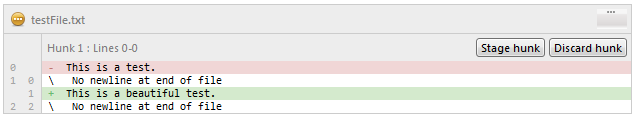 testFile.txt
Hunk 1 : Lines 0-0
Stage hunk
Discard hunk
0 - This is a test.
1 0 \ No newline at end of file
1 + This is a beautiful test.
2 2 \ No newline at end of file